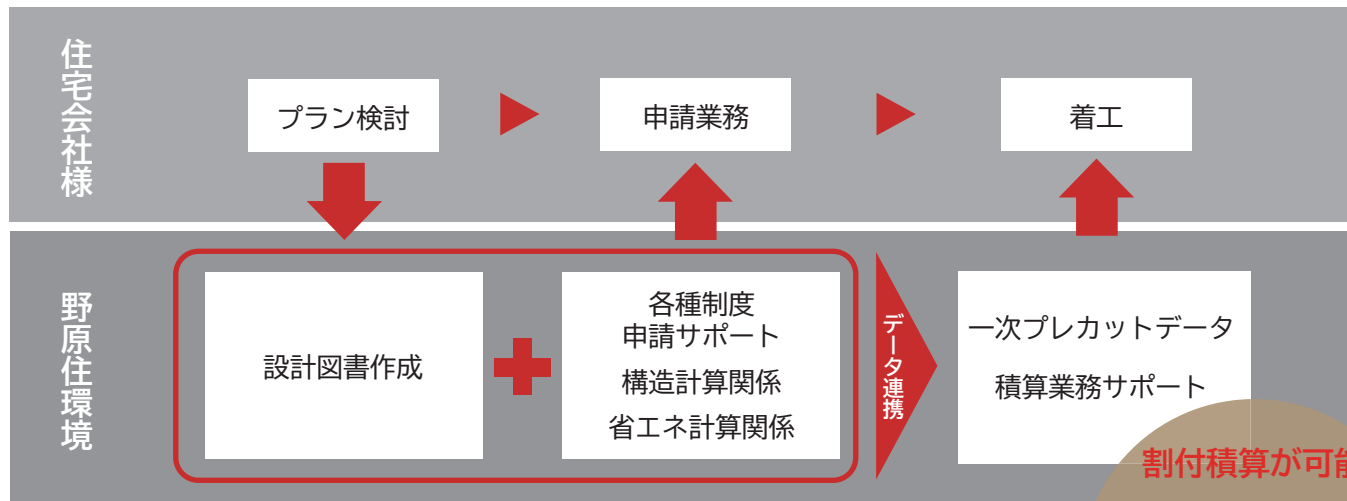 住宅会社様
プラン検討
申請業務
着工
野原住環境
設計図書作成
各種制度
申請サポート
構造計算関係
省エネ計算関係
データ連携
一次プレカットデータ
積算業務サポート
割付積算が可能